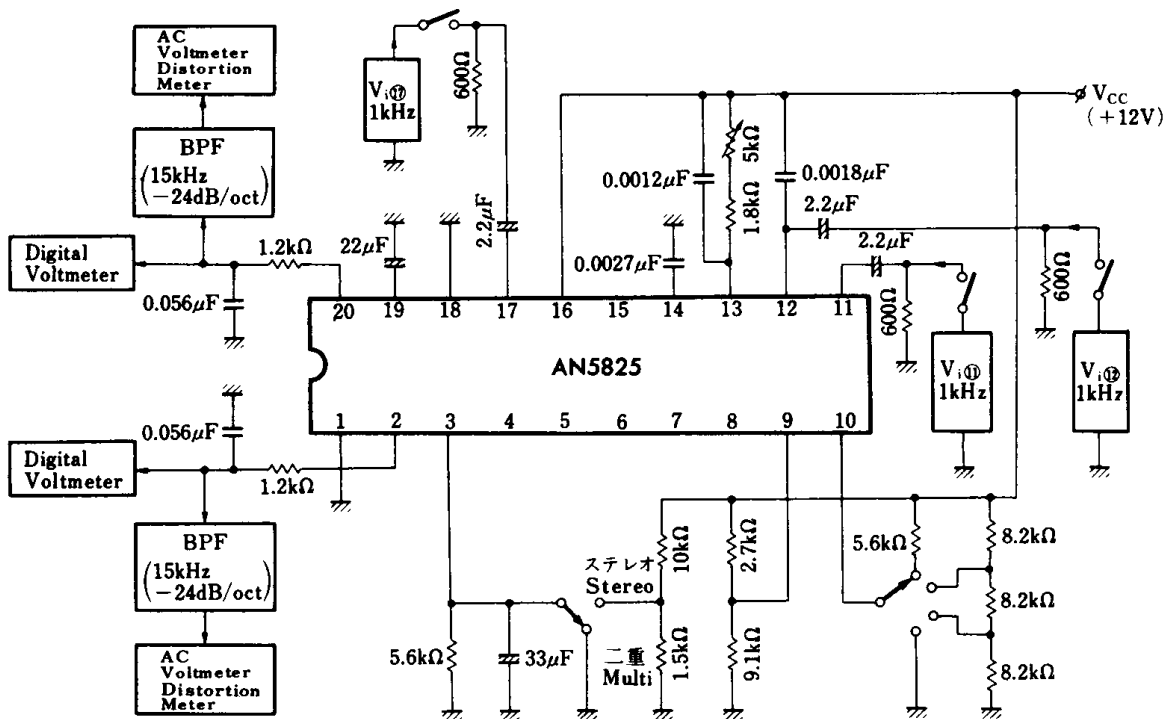 AC
Voltmeter
Distortion
Meter
BPF
(15kHz
−24dB/oct)
Digital
Voltmeter
0.056μF
1.2kΩ
22μF
Vi⑰
1kHz
600Ω
2.2μF
0.0012μF
5kΩ
1.8kΩ
0.0018μF
2.2μF
0.0027μF
2.2μF
VCC
(+12V)
600Ω
600Ω
20 19 18 17 16 15 14 13 12 11
AN5825
Vi⑪
1kHz
Vi⑫
1kHz
1 2 3 4 5 6 7 8 9 10
0.056μF
Digital
Voltmeter
1.2kΩ
BPF
(15kHz
−24dB/oct)
AC
Voltmeter
Distortion
Meter
5.6kΩ
33μF
ステレオ
Stereo
二重
Multi
10kΩ
1.5kΩ
2.7kΩ
9.1kΩ
5.6kΩ
8.2kΩ
8.2kΩ
8.2kΩ